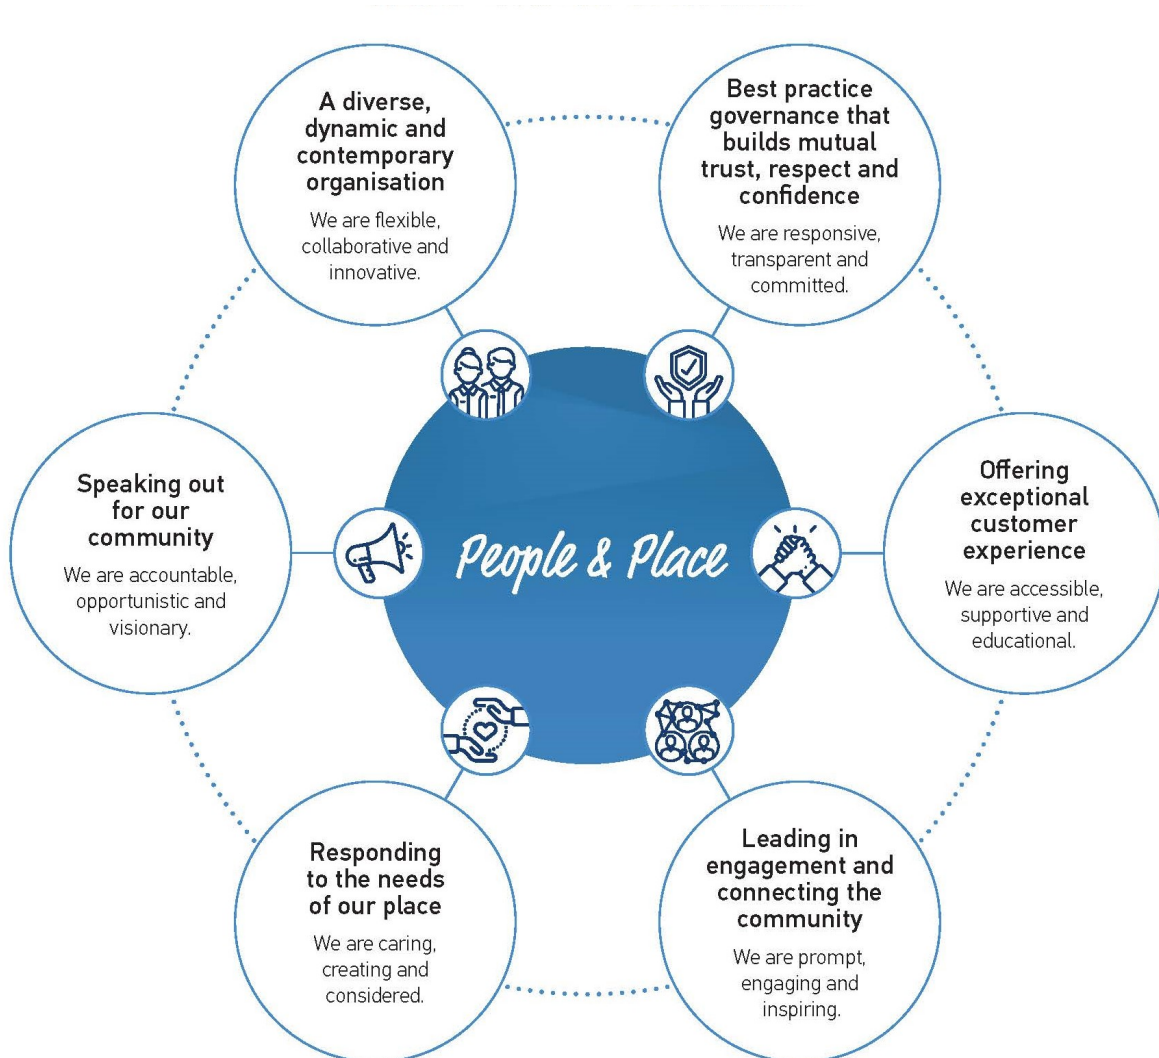 A diverse,
dynamic and
contemporary
organisation
We are flexible,
collaborative and
innovative.
Best practice
governance that
builds mutual
trust, respect and
confidence
We are responsive,
transparent and
committed.
Speaking out
for our
community
We are accountable,
opportunistic and
visionary.
People & Place
Offering
exceptional
customer
experience
We are accessible,
supportive and
educational.
Responding
to the needs
of our place
We are caring,
creating and
considered.
Leading in
engagement and
connecting the
community
We are prompt,
engaging and
inspiring.